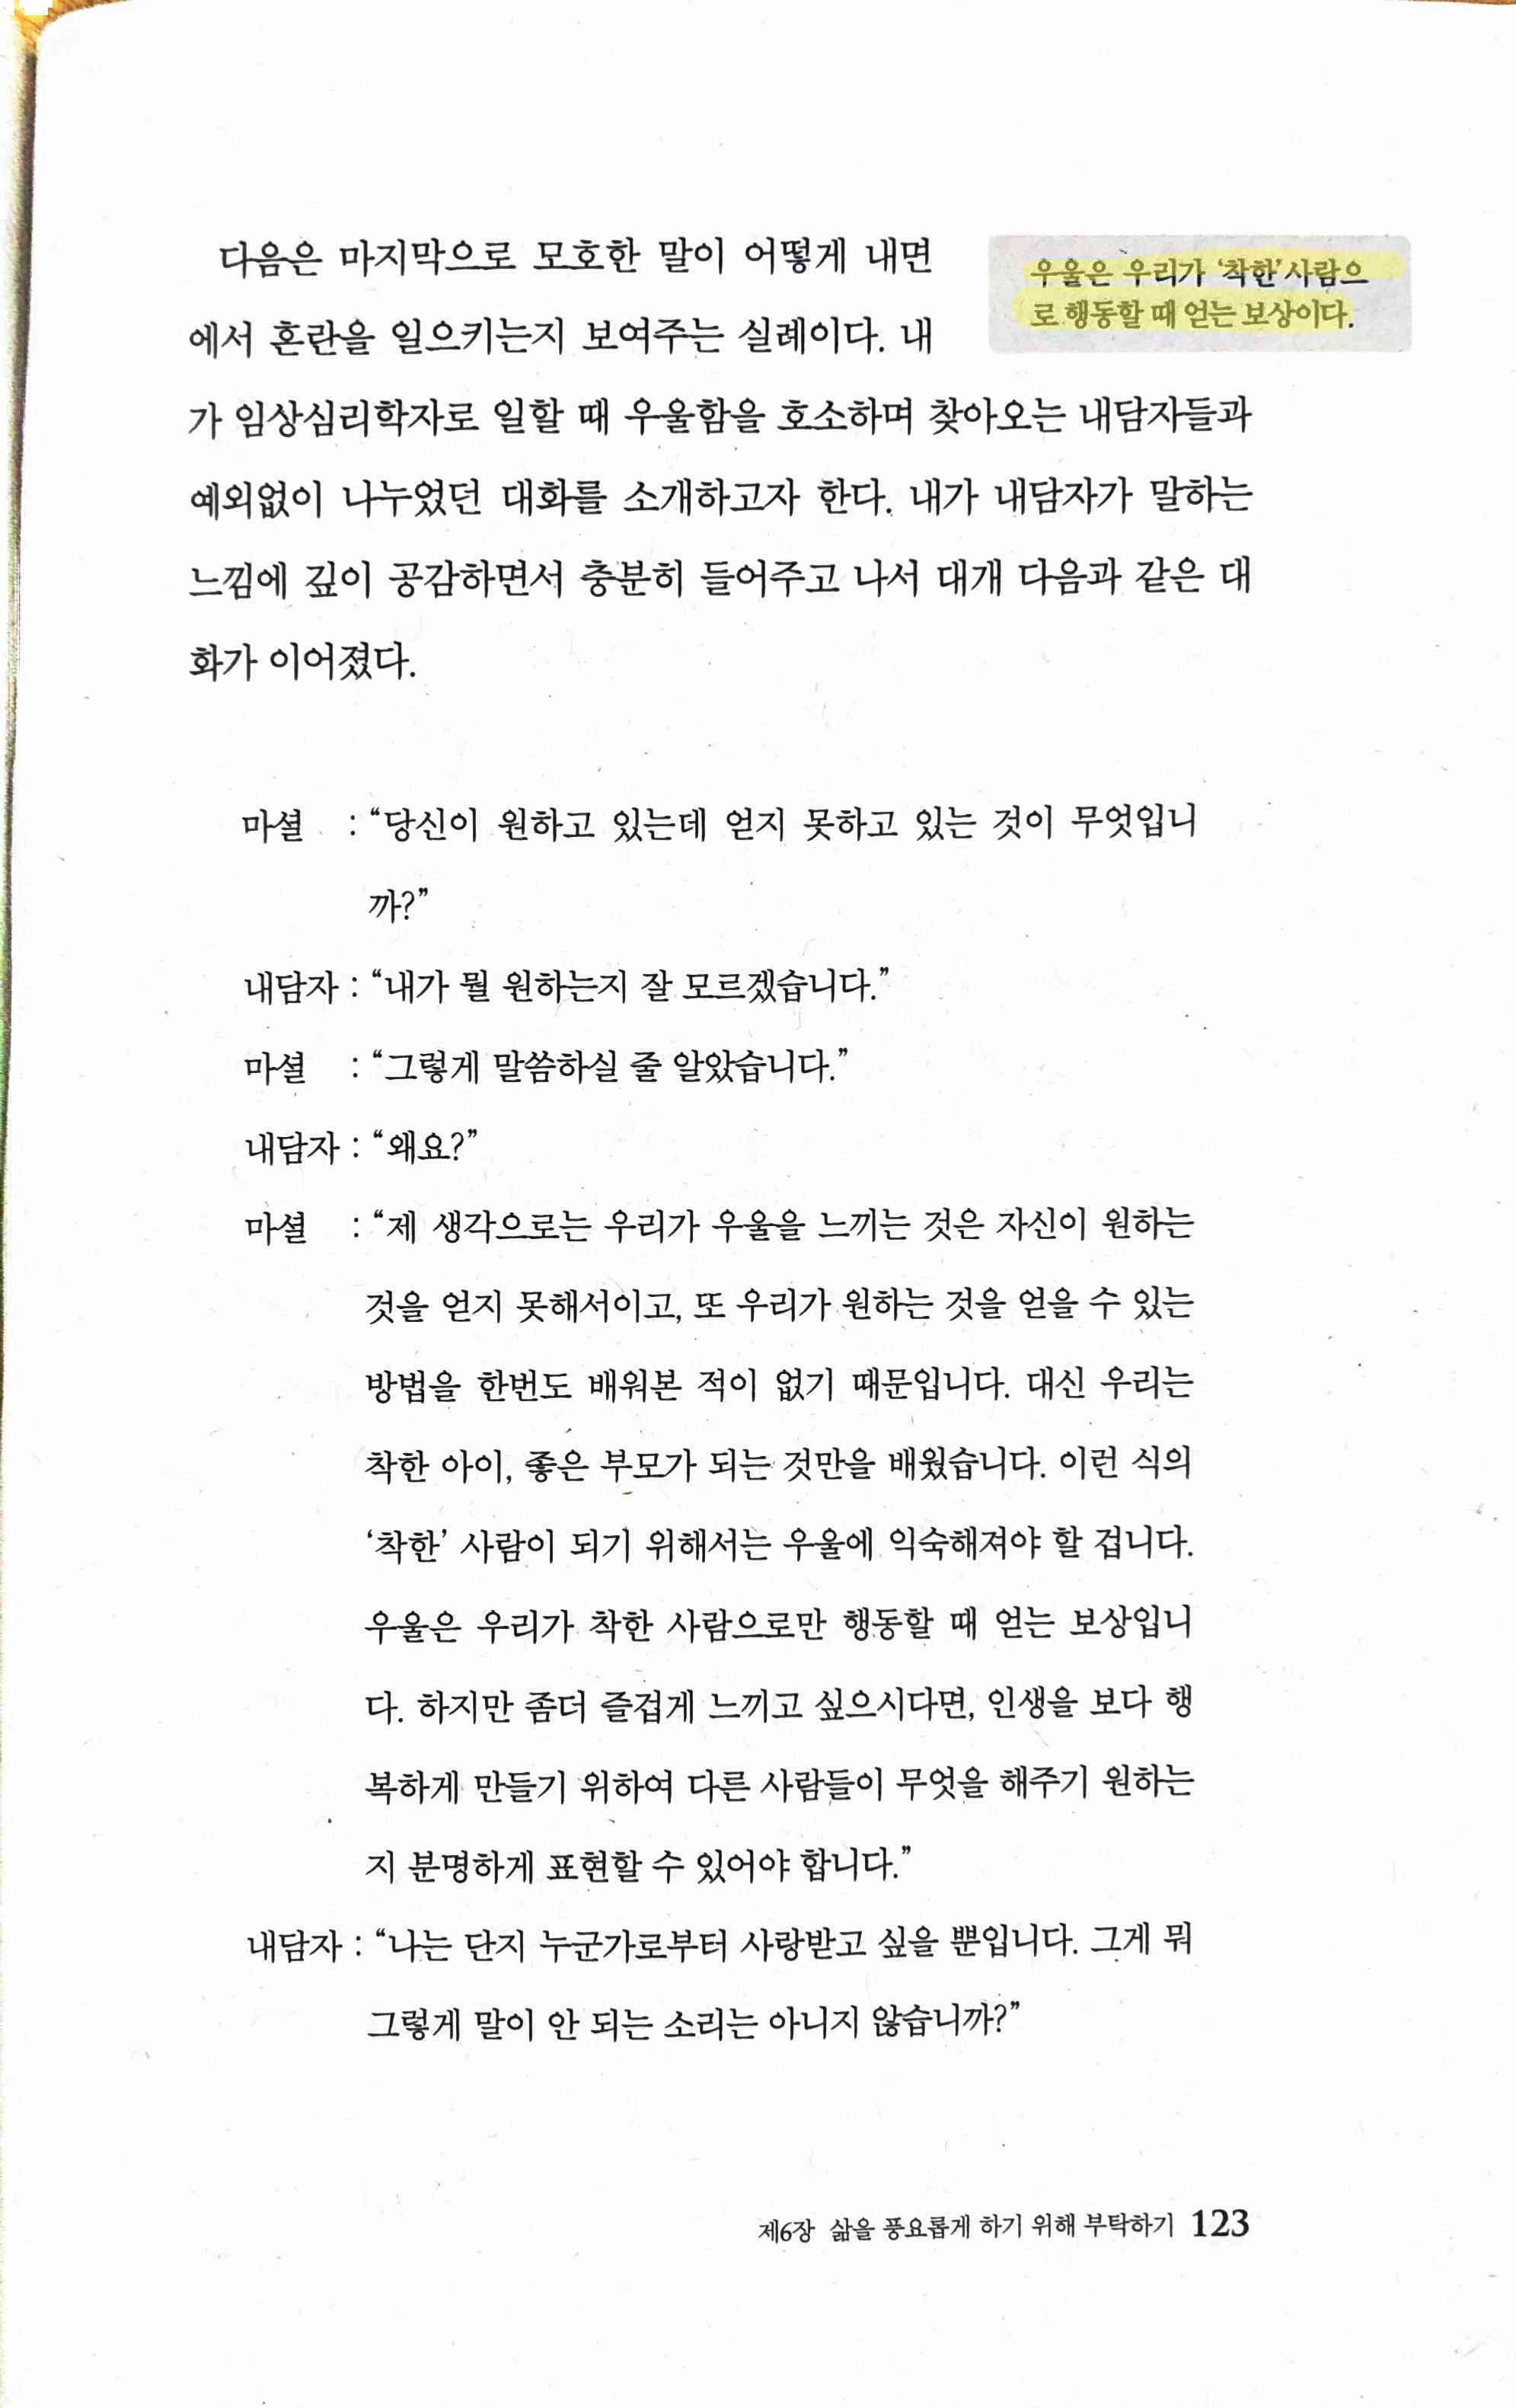 다음은 마지막으로 모호한 말이 어떻게 내면
에서 혼란을 일으키는지 보여주는 실례이다. 내
우울은 우리가 ‘착한’ 사람으
로 행동할 때 얻는 보상이다.
가 임상심리학자로 일할 때 우울함을 호소하며 찾아오는 내담자들과
예외없이 나누었던 대화를 소개하고자 한다. 내가 내담자가 말하는
느낌에 깊이 공감하면서 충분히 들어주고 나서 대개 다음과 같은 대
화가 이어졌다.
마셜 : “당신이 원하고 있는데 얻지 못하고 있는 것이 무엇입니
까?”
내담자 : “내가 뭘 원하는지 잘 모르겠습니다.”
마셜 : “그렇게 말씀하실 줄 알았습니다.”
내담자 : “왜요?”
마셜 : “제 생각으로는 우리가 우울을 느끼는 것은 자신이 원하는
것을 얻지 못해서이고, 또 우리가 원하는 것을 얻을 수 있는
방법을 한번도 배워본 적이 없기 때문입니다. 대신 우리는
착한 아이, 좋은 부모가 되는 것만을 배웠습니다. 이런 식의
‘착한’ 사람이 되기 위해서는 우울에 익숙해져야 할 겁니다.
우울은 우리가 착한 사람으로만 행동할 때 얻는 보상입니
다. 하지만 좀더 즐겁게 느끼고 싶으시다면, 인생을 보다 행
복하게 만들기 위하여 다른 사람들이 무엇을 해주기 원하는
지 분명하게 표현할 수 있어야 합니다.”
내담자 : “나는 단지 누군가로부터 사랑받고 싶을 뿐입니다. 그게 뭐
그렇게 말이 안 되는 소리는 아니지 않습니까?”
제6장 삶을 풍요롭게 하기 위해 부탁하기 123